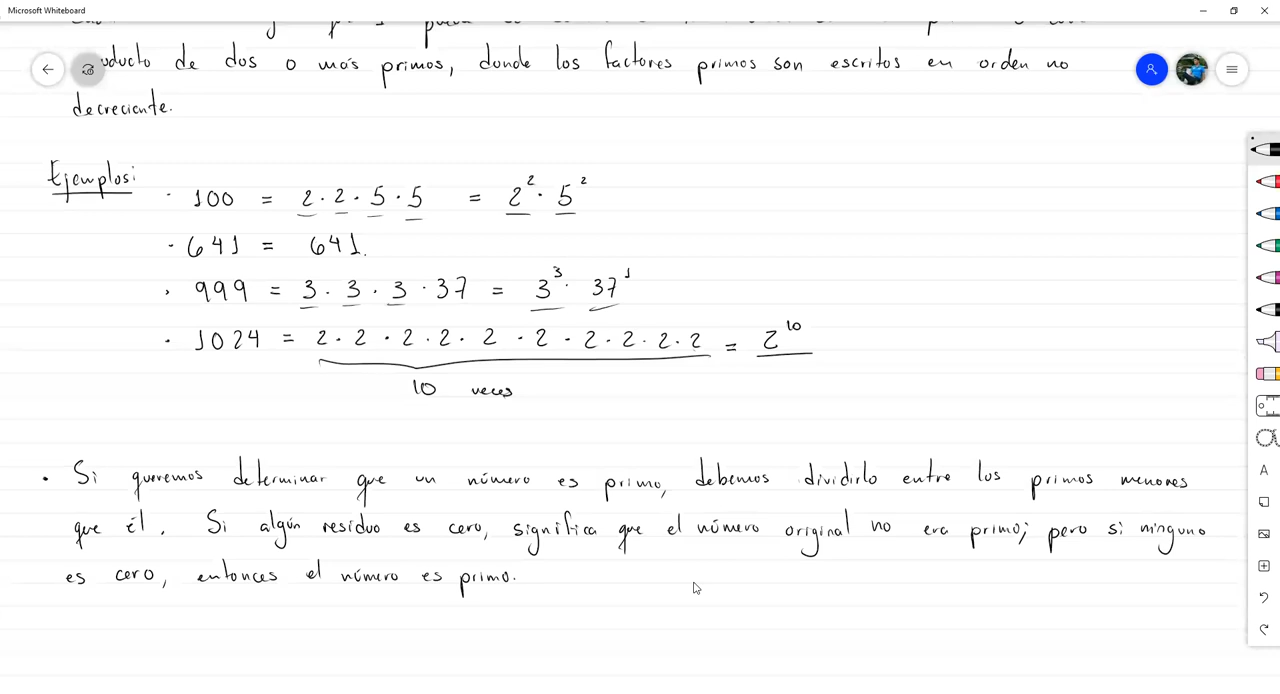 Microsoft Whiteboard
producto de dos o más primos, donde los factores primos son escritos en orden no
decreciente.
Ejemplos:
· 100 = 2 · 2 · 5 · 5 = 2² · 5²
· 641 = 641.
· 999 = 3 · 3 · 3 · 37 = 3³ · 37¹
· 1024 = 2 · 2 · 2 · 2 · 2 · 2 · 2 · 2 · 2 · 2 = 2¹⁰
10 veces
· Si queremos determinar que un número es primo, debemos dividirlo entre los primos menores
que él. Si algún residuo es cero, significa que el número original no era primo; pero si ninguno
es cero, entonces el número es primo.